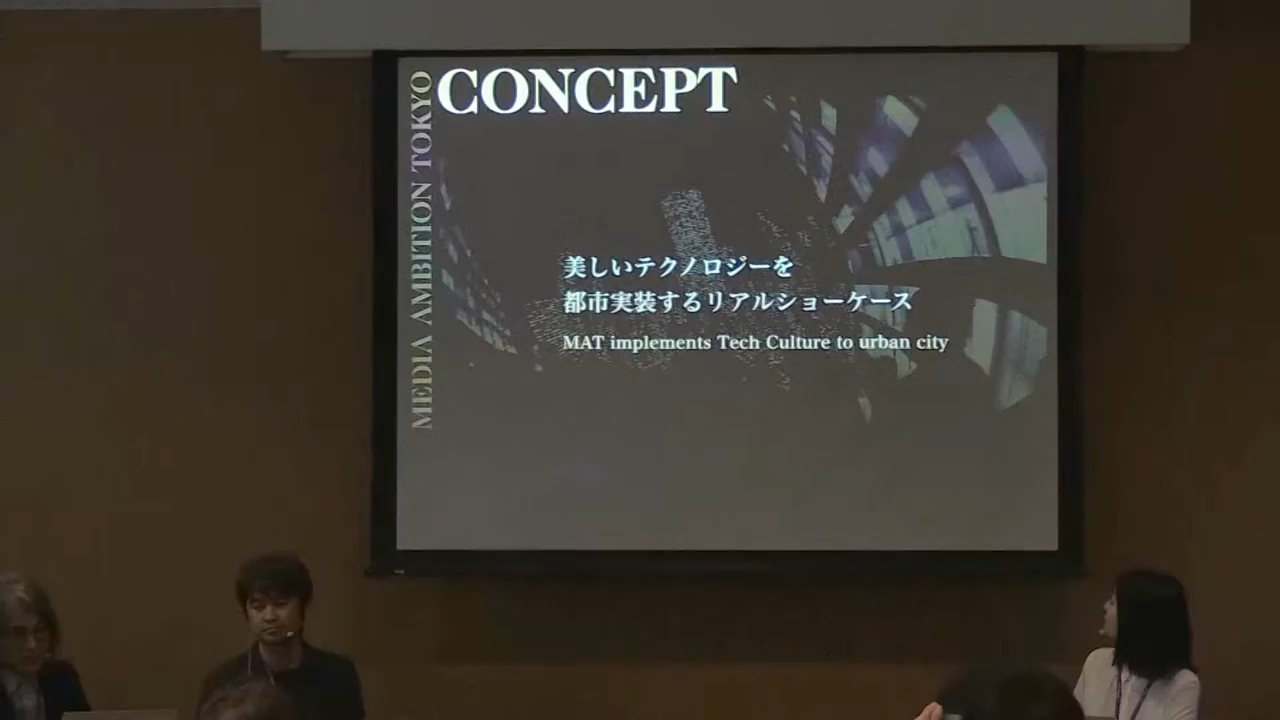 CONCEPT
MEDIA AMBITION TOKYO
美しいテクノロジーを
都市実装するリアルショーケース
MAT implements Tech Culture to urban city